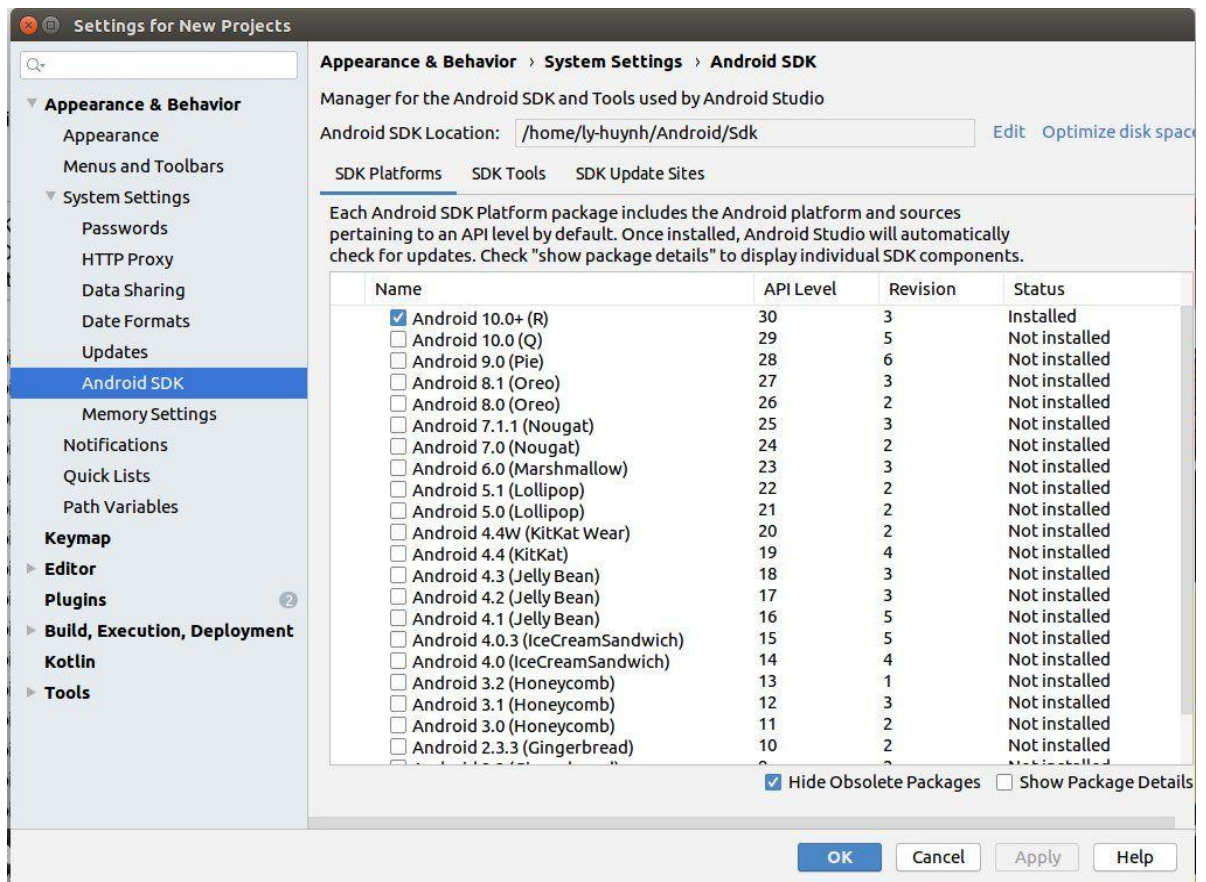 Settings for New Projects
Appearance & Behavior
Appearance
Menus and Toolbars
System Settings
Passwords
HTTP Proxy
Data Sharing
Date Formats
Updates
Android SDK
Memory Settings
Notifications
Quick Lists
Path Variables
Keymap
Editor
Plugins 2
Build, Execution, Deployment
Kotlin
Tools
Appearance & Behavior › System Settings › Android SDK
Manager for the Android SDK and Tools used by Android Studio
Android SDK Location: /home/ly-huynh/Android/Sdk Edit Optimize disk space
SDK Platforms SDK Tools SDK Update Sites
Each Android SDK Platform package includes the Android platform and sources
pertaining to an API level by default. Once installed, Android Studio will automatically
check for updates. Check "show package details" to display individual SDK components.
Name API Level Revision Status
Android 10.0+ (R) 30 3 Installed
Android 10.0 (Q) 29 5 Not installed
Android 9.0 (Pie) 28 6 Not installed
Android 8.1 (Oreo) 27 3 Not installed
Android 8.0 (Oreo) 26 2 Not installed
Android 7.1.1 (Nougat) 25 3 Not installed
Android 7.0 (Nougat) 24 2 Not installed
Android 6.0 (Marshmallow) 23 3 Not installed
Android 5.1 (Lollipop) 22 2 Not installed
Android 5.0 (Lollipop) 21 2 Not installed
Android 4.4W (KitKat Wear) 20 2 Not installed
Android 4.4 (KitKat) 19 4 Not installed
Android 4.3 (Jelly Bean) 18 3 Not installed
Android 4.2 (Jelly Bean) 17 3 Not installed
Android 4.1 (Jelly Bean) 16 5 Not installed
Android 4.0.3 (IceCreamSandwich) 15 5 Not installed
Android 4.0 (IceCreamSandwich) 14 4 Not installed
Android 3.2 (Honeycomb) 13 1 Not installed
Android 3.1 (Honeycomb) 12 3 Not installed
Android 3.0 (Honeycomb) 11 2 Not installed
Android 2.3.3 (Gingerbread) 10 2 Not installed
Hide Obsolete Packages Show Package Details
OK Cancel Apply Help